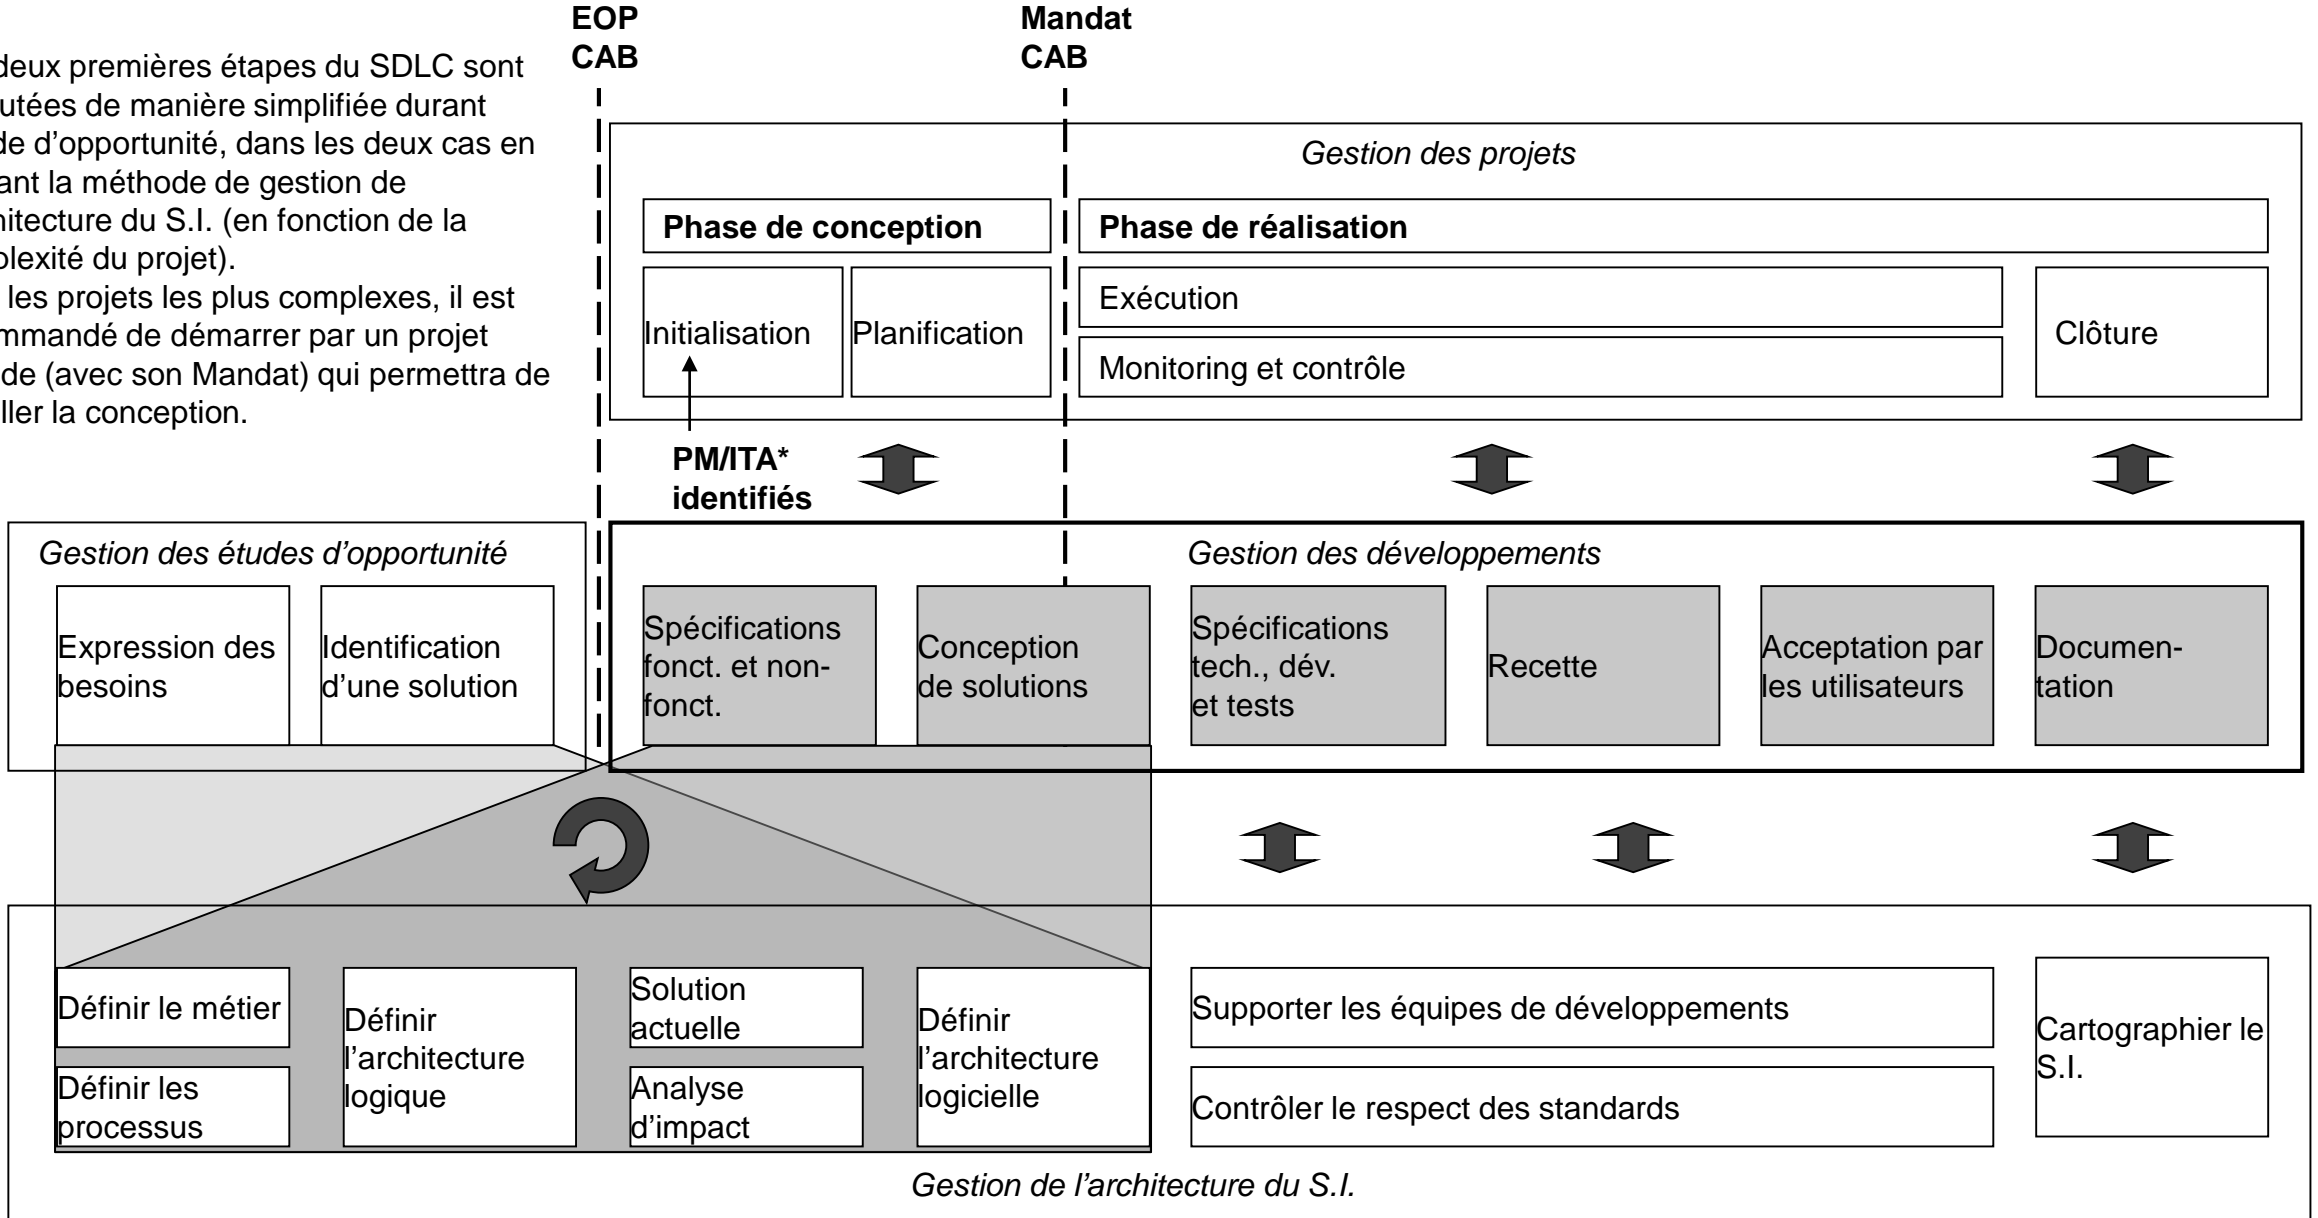 EOP
CAB
Mandat
CAB
deux premières étapes du SDLC sont
utées de manière simplifiée durant
de d’opportunité, dans les deux cas en
ant la méthode de gestion de
hitecture du S.I. (en fonction de la
plexité du projet).
les projets les plus complexes, il est
mmandé de démarrer par un projet
de (avec son Mandat) qui permettra de
ller la conception.
Gestion des projets
Phase de conception
Phase de réalisation
Initialisation
Planification
Exécution
Monitoring et contrôle
Clôture
PM/ITA*
identifiés
Gestion des études d’opportunité
Expression des
besoins
Identification
d’une solution
Gestion des développements
Spécifications
fonct. et non-
fonct.
Conception
de solutions
Spécifications
tech., dév.
et tests
Recette
Acceptation par
les utilisateurs
Documen-
tation
Définir le métier
Définir les
processus
Définir
l’architecture
logique
Solution
actuelle
Analyse
d’impact
Définir
l’architecture
logicielle
Supporter les équipes de développements
Contrôler le respect des standards
Cartographier le
S.I.
Gestion de l’architecture du S.I.